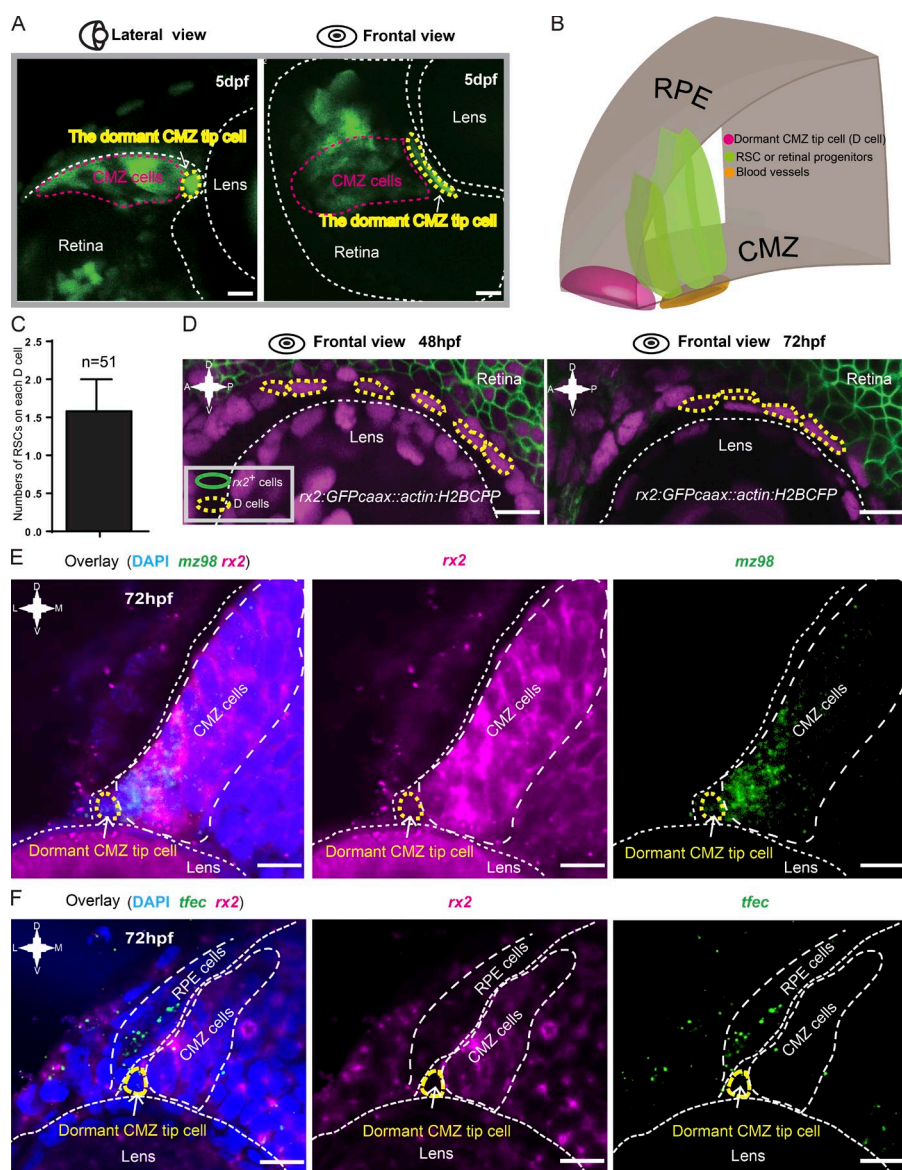 A
Lateral view
Frontal view
5dpf
The dormant CMZ tip cell
CMZ cells
Lens
Retina
5dpf
Lens
CMZ cells
The dormant CMZ tip cell
Retina
B
RPE
Dormant CMZ tip cell (D cell)
RSC or retinal progenitors
Blood vessels
CMZ
C
Numbers of RSCs on each D cell
2.5
2.0
1.5
1.0
0.5
0.0
n=51
D
Frontal view 48hpf
Frontal view 72hpf
D
A P
V
Retina
Lens
rx2+ cells
D cells
rx2:GFPcaax::actin:H2BCFP
D
A P
V
Retina
Lens
rx2:GFPcaax::actin:H2BCFP
E
Overlay (DAPI mz98 rx2)
rx2
mz98
D
L M
V
72hpf
CMZ cells
Dormant CMZ tip cell
Lens
CMZ cells
Dormant CMZ tip cell
Lens
CMZ cells
Dormant CMZ tip cell
Lens
F
Overlay (DAPI tfec rx2)
rx2
tfec
D
L M
V
72hpf
RPE cells
CMZ cells
Dormant CMZ tip cell
Lens
RPE cells
CMZ cells
Dormant CMZ tip cell
Lens
RPE cells
CMZ cells
Dormant CMZ tip cell
Lens